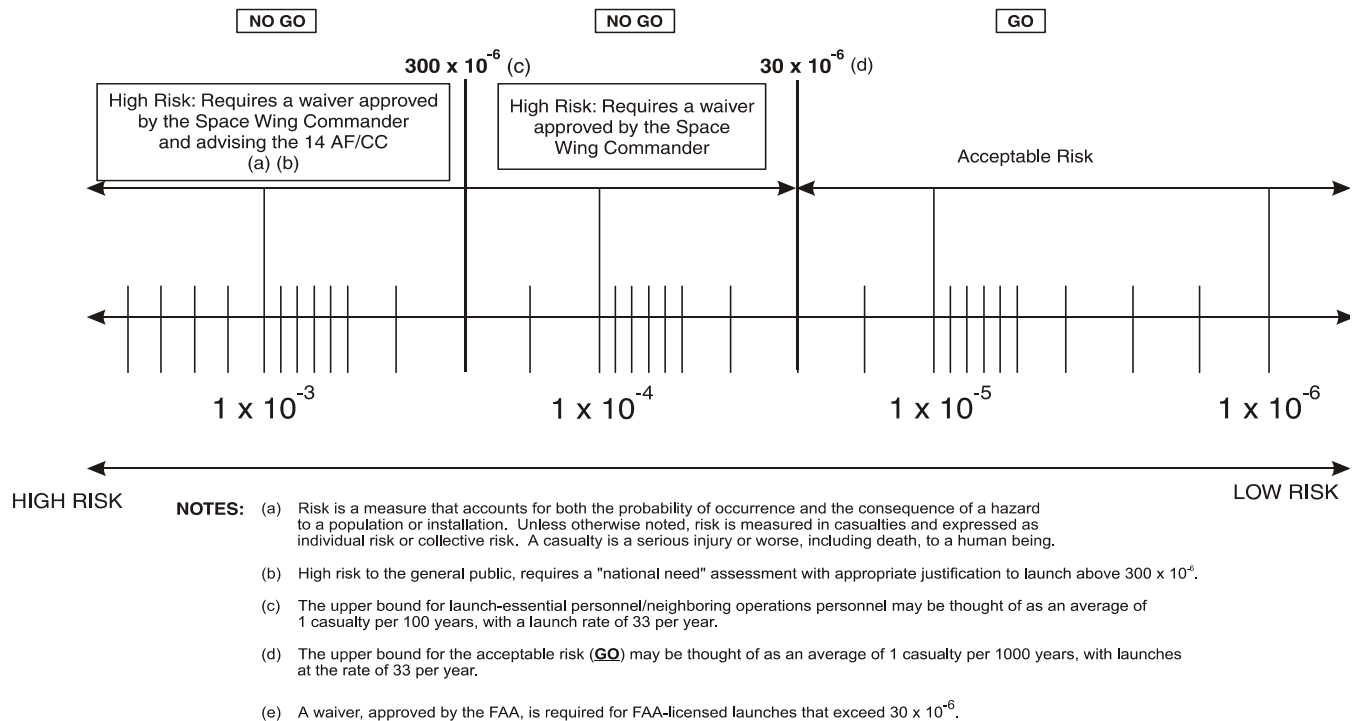 NO GO
NO GO
GO
300 x 10⁻⁶ (c)
30 x 10⁻⁶ (d)
High Risk: Requires a waiver approved
by the Space Wing Commander
and advising the 14 AF/CC
(a) (b)
High Risk: Requires a waiver
approved by the Space
Wing Commander
Acceptable Risk
1 x 10⁻³
1 x 10⁻⁴
1 x 10⁻⁵
1 x 10⁻⁶
HIGH RISK
LOW RISK
NOTES: (a) Risk is a measure that accounts for both the probability of occurrence and the consequence of a hazard
to a population or installation. Unless otherwise noted, risk is measured in casualties and expressed as
individual risk or collective risk. A casualty is a serious injury or worse, including death, to a human being.
(b) High risk to the general public, requires a "national need" assessment with appropriate justification to launch above 300 x 10⁻⁶.
(c) The upper bound for launch-essential personnel/neighboring operations personnel may be thought of as an average of
1 casualty per 100 years, with a launch rate of 33 per year.
(d) The upper bound for the acceptable risk (GO) may be thought of as an average of 1 casualty per 1000 years, with launches
at the rate of 33 per year.
(e) A waiver, approved by the FAA, is required for FAA-licensed launches that exceed 30 x 10⁻⁶.